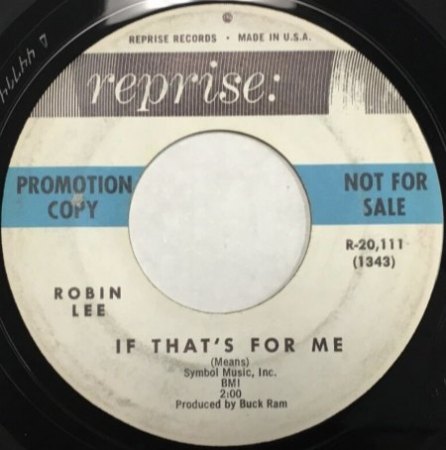 REPRISE RECORDS • MADE IN U.S.A.
reprise:
PROMOTION COPY
NOT FOR SALE
R-20,111
(1343)
ROBIN
LEE
IF THAT'S FOR ME
(Means)
Symbol Music, Inc.
BMI
2:00
Produced by Buck Ram